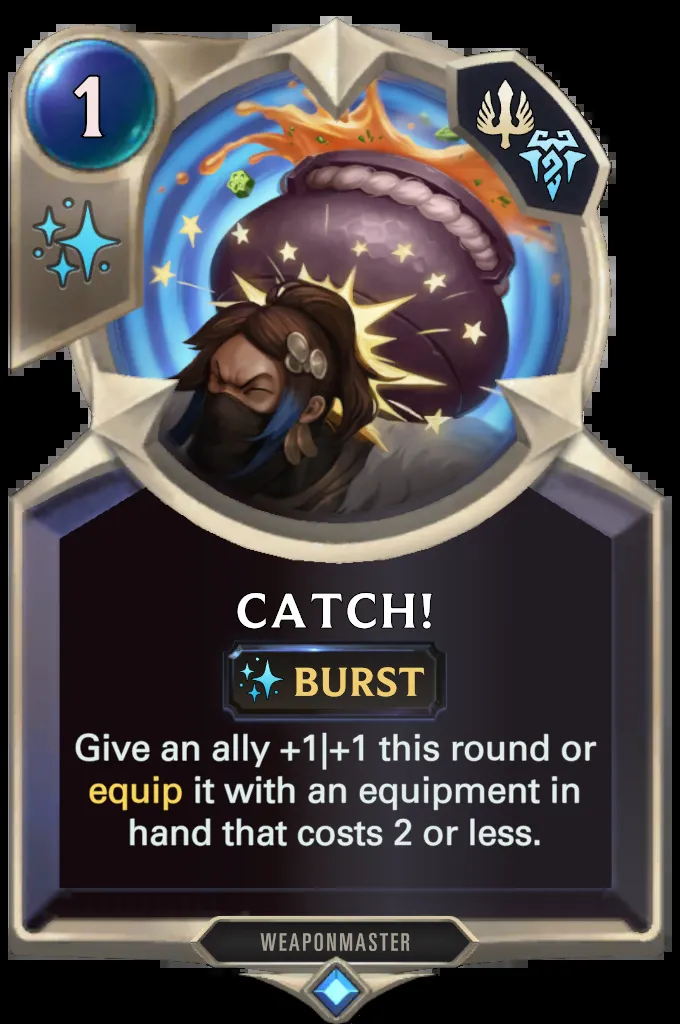 1
CATCH!
BURST
Give an ally +1|+1 this round or
equip it with an equipment in
hand that costs 2 or less.
WEAPONMASTER